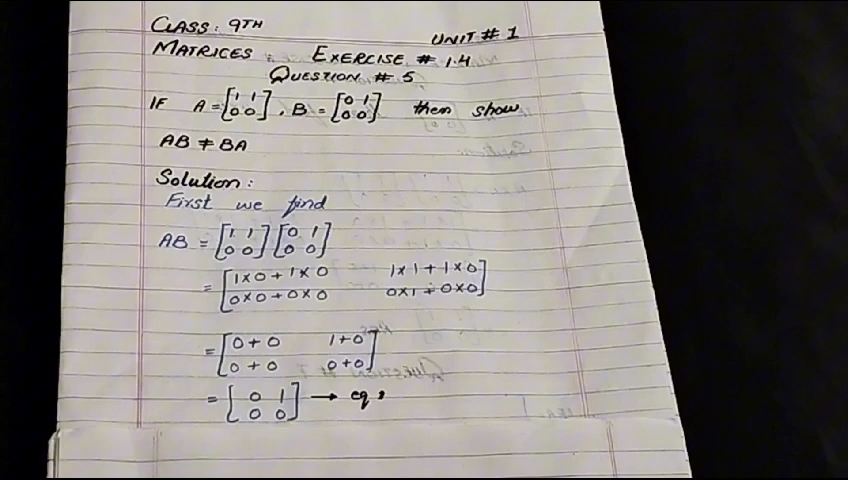 CLASS: 9TH
UNIT # 1
MATRICES EXERCISE # 1.4
QUESTION # 5
IF A = [1 1
0 0], B = [0 1
0 0] then show
AB ≠ BA
Solution:
First we find
AB = [1 1
0 0] [0 1
0 0]
= [1×0+1×0 1×1+1×0
0×0+0×0 0×1+0×0]
= [0+0 1+0
0+0 0+0]
= [0 1
0 0] → eq